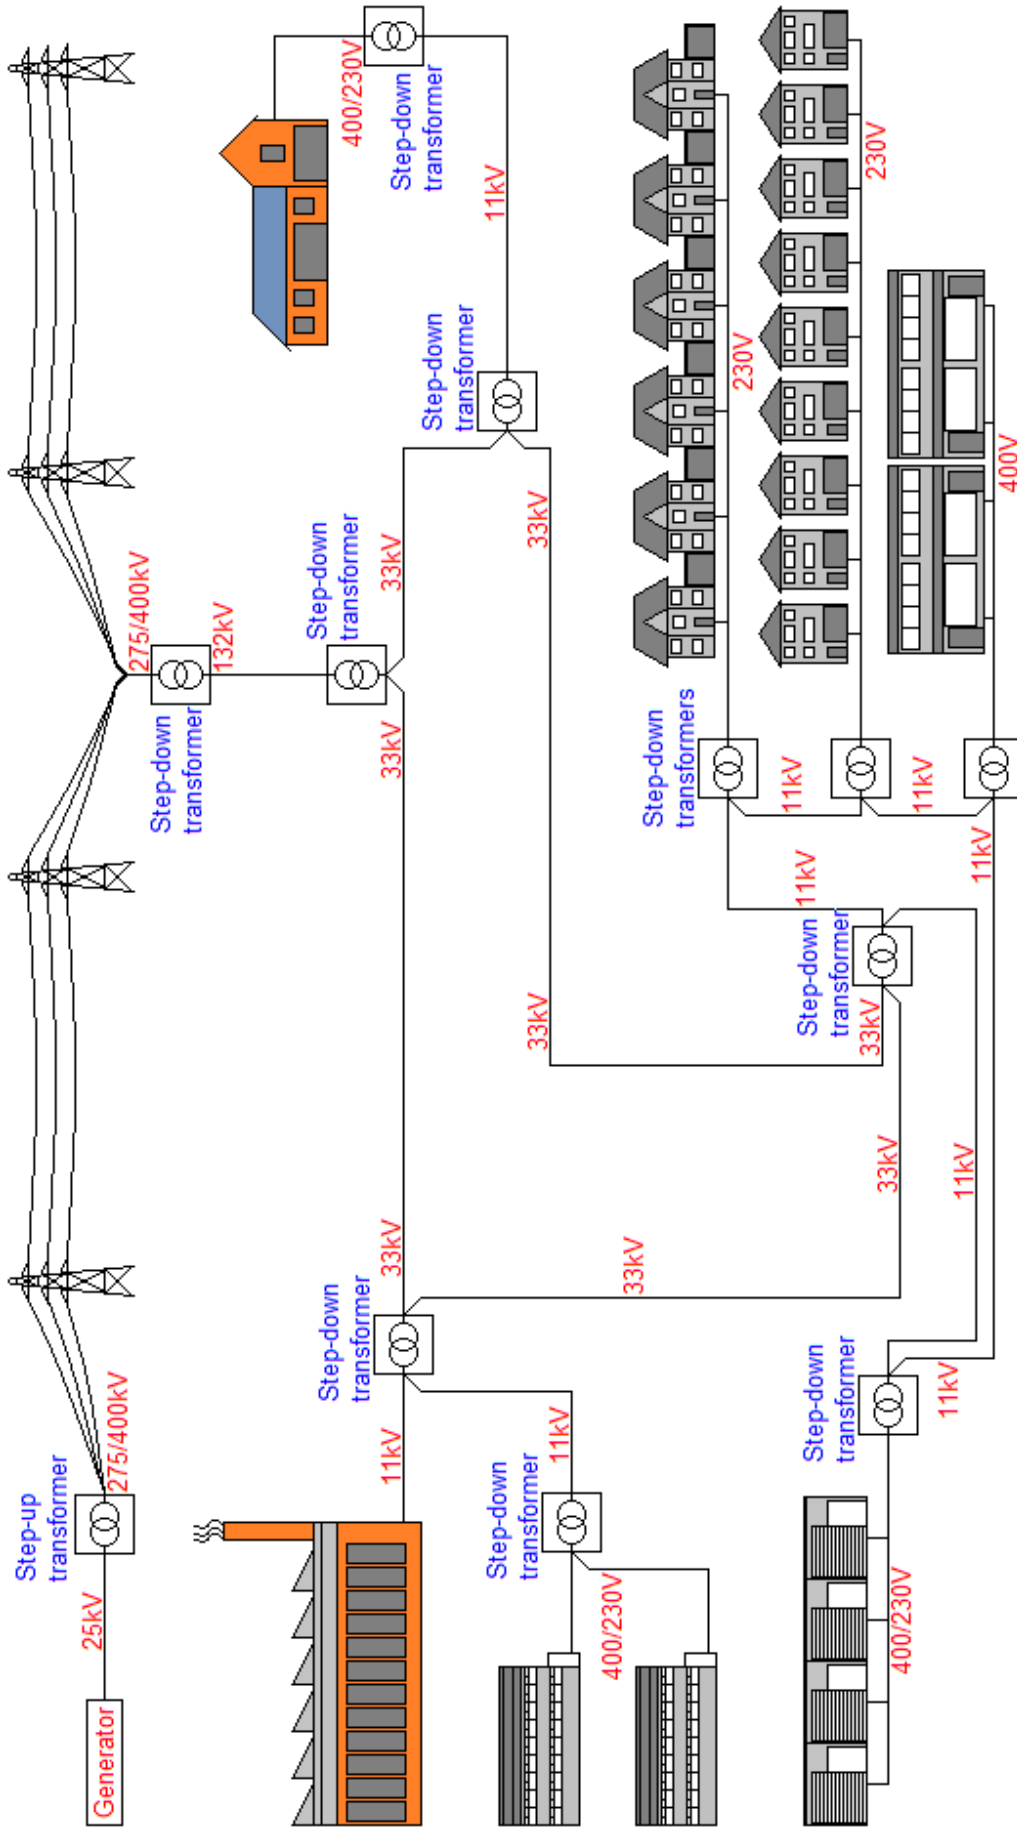 Generator
25kV
Step-up
transformer
275/400kV
275/400kV
Step-down
transformer
132kV
Step-down
transformer
33kV
33kV
400/230V
Step-down
transformer
11kV
Step-down
transformer
33kV
33kV
11kV
Step-down
transformer
33kV
33kV
Step-down
transformer
11kV
400/230V
Step-down
transformers
230V
230V
400V
11kV
11kV
11kV
11kV
Step-down
transformer
33kV
33kV
11kV
Step-down
transformer
11kV
400/230V